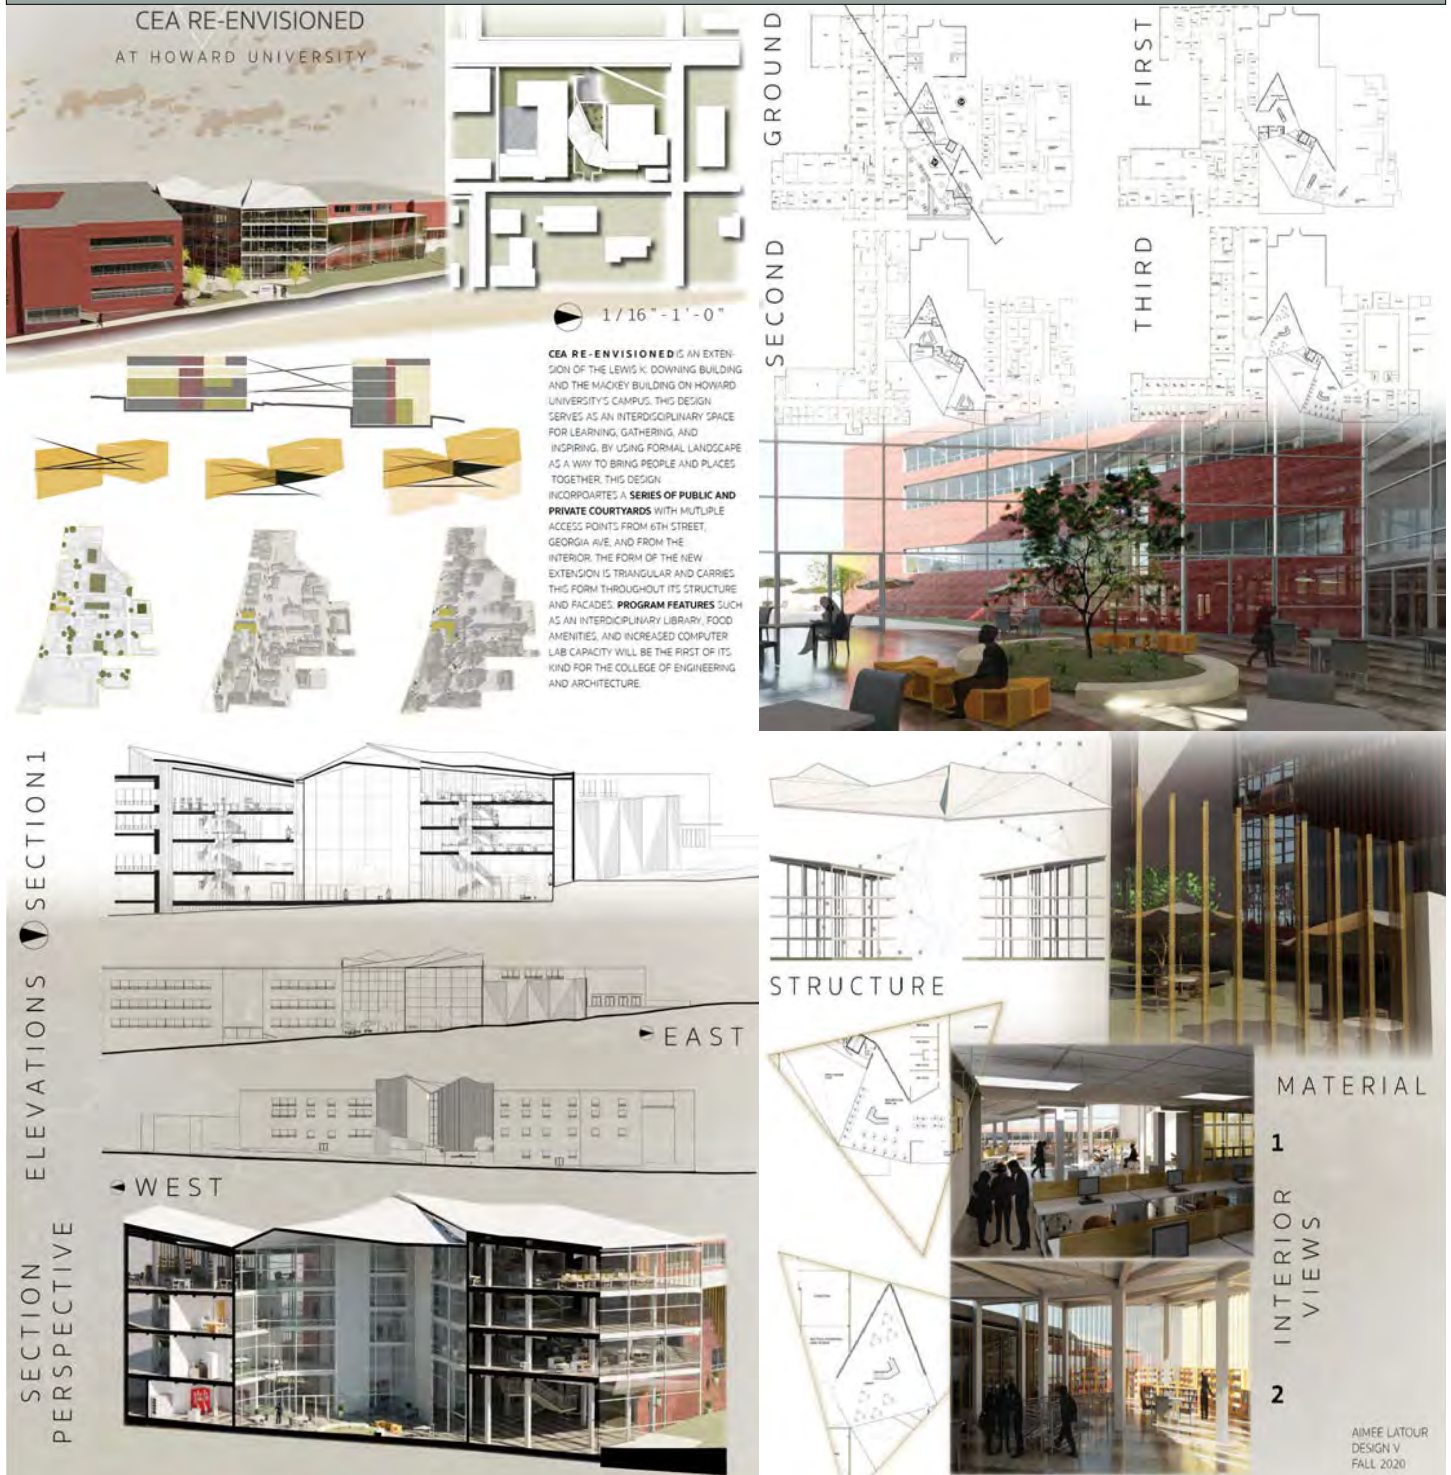 CEA RE-ENVISIONED
AT HOWARD UNIVERSITY
1/16"-1'-0"
CEA RE-ENVISIONED IS AN EXTEN-
SION OF THE LEWIS K. DOWNING BUILDING
AND THE MACKEY BUILDING ON HOWARD
UNIVERSITY'S CAMPUS. THIS DESIGN
SERVES AS AN INTERDISCIPLINARY SPACE
FOR LEARNING, GATHERING, AND
INSPIRING, BY USING FORMAL LANDSCAPE
AS A WAY TO BRING PEOPLE AND PLACES
TOGETHER. THIS DESIGN
INCORPOARTES A SERIES OF PUBLIC AND
PRIVATE COURTYARDS WITH MUTLIPLE
ACCESS POINTS FROM 6TH STREET,
GEORGIA AVE, AND FROM THE
INTERIOR. THE FORM OF THE NEW
EXTENSION IS TRIANGULAR AND CARRIES
THIS FORM THROUGHOUT ITS STRUCTURE
AND FACADES. PROGRAM FEATURES SUCH
AS AN INTERDICIPLINARY LIBRARY, FOOD
AMENITIES, AND INCREASED COMPUTER
LAB CAPACITY WILL BE THE FIRST OF ITS
KIND FOR THE COLLEGE OF ENGINEERING
AND ARCHITECTURE.
GROUND
FIRST
SECOND
THIRD
SECTION1
ELEVATIONS
EAST
WEST
SECTION
PERSPECTIVE
STRUCTURE
MATERIAL
1
INTERIOR
VIEWS
2
AIMEE LATOUR
DESIGN V
FALL 2020